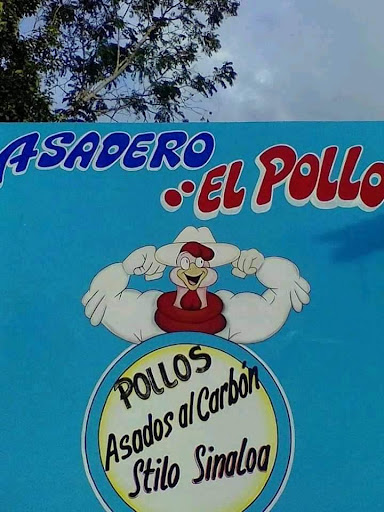 ASADERO
..EL POLLO
POLLOS
Asados al Carbón
Stilo Sinaloa